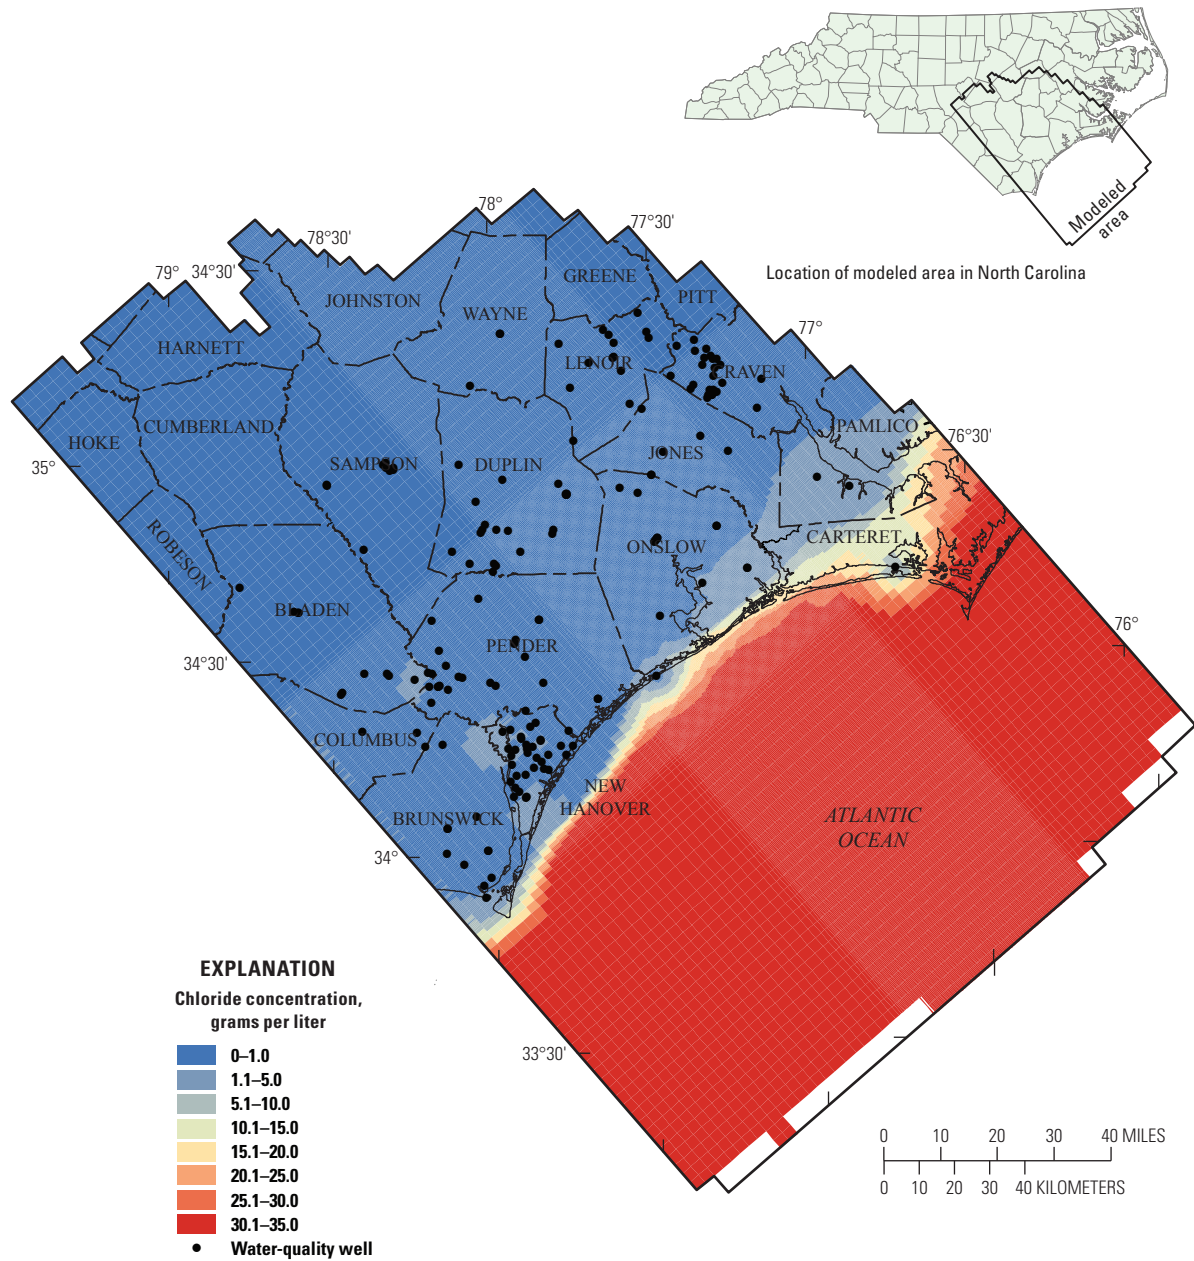 Modeled
area
Location of modeled area in North Carolina
78°
77°30'
78°30'
79°
34°30'
77°
76°30'
35°
76°
34°30'
34°
33°30'
GREENE
PITT
JOHNSTON
WAYNE
HARNETT
LENOIR
CRAVEN
CUMBERLAND
PAMLICO
HOKE
JONES
SAMPSON
DUPLIN
CARTERET
ONSLOW
ROBESON
BLADEN
PENDER
COLUMBUS
NEW
HANOVER
BRUNSWICK
ATLANTIC
OCEAN
EXPLANATION
Chloride concentration,
grams per liter
0–1.0
1.1–5.0
5.1–10.0
10.1–15.0
15.1–20.0
20.1–25.0
25.1–30.0
30.1–35.0
Water-quality well
0 10 20 30 40 MILES
0 10 20 30 40 KILOMETERS